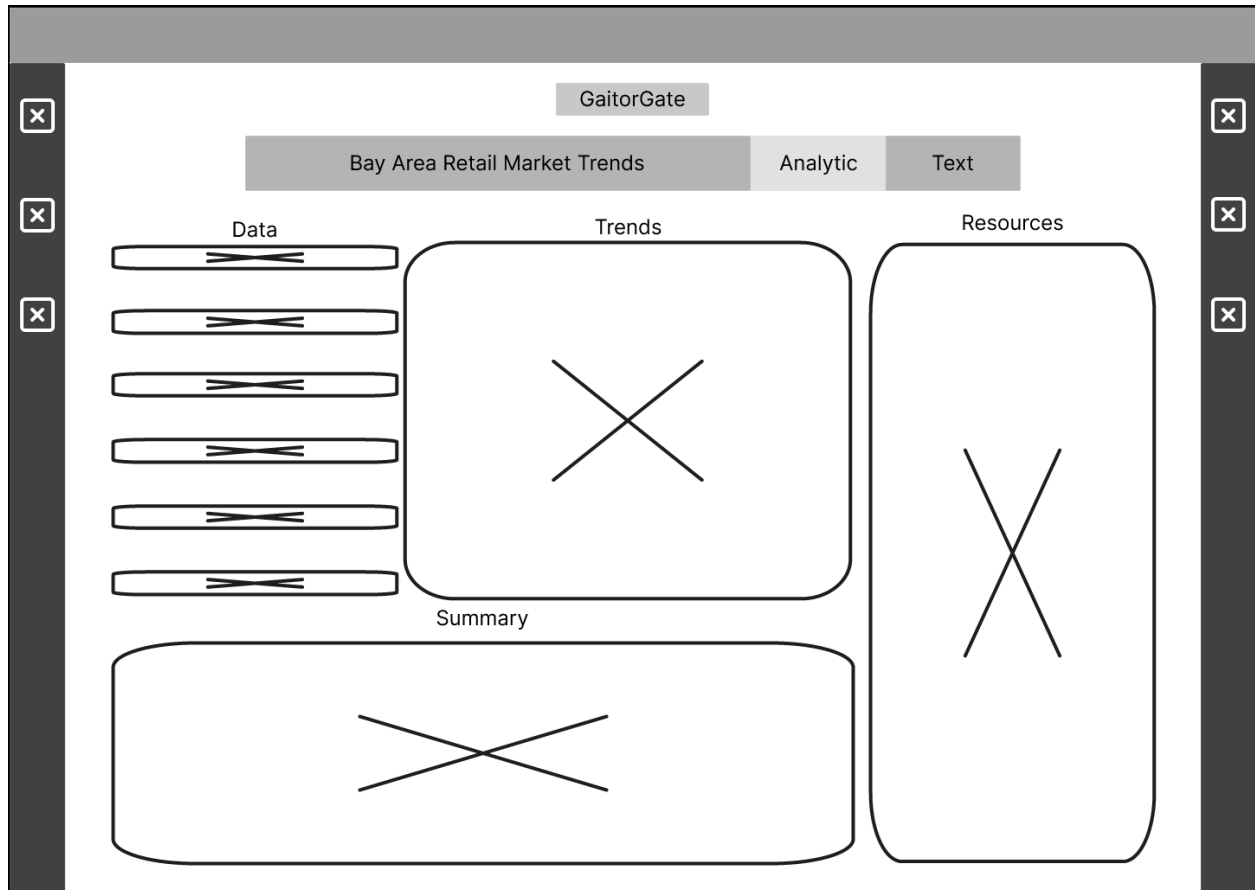 GaitorGate
Bay Area Retail Market Trends Analytic Text
Data
Trends
Resources
Summary